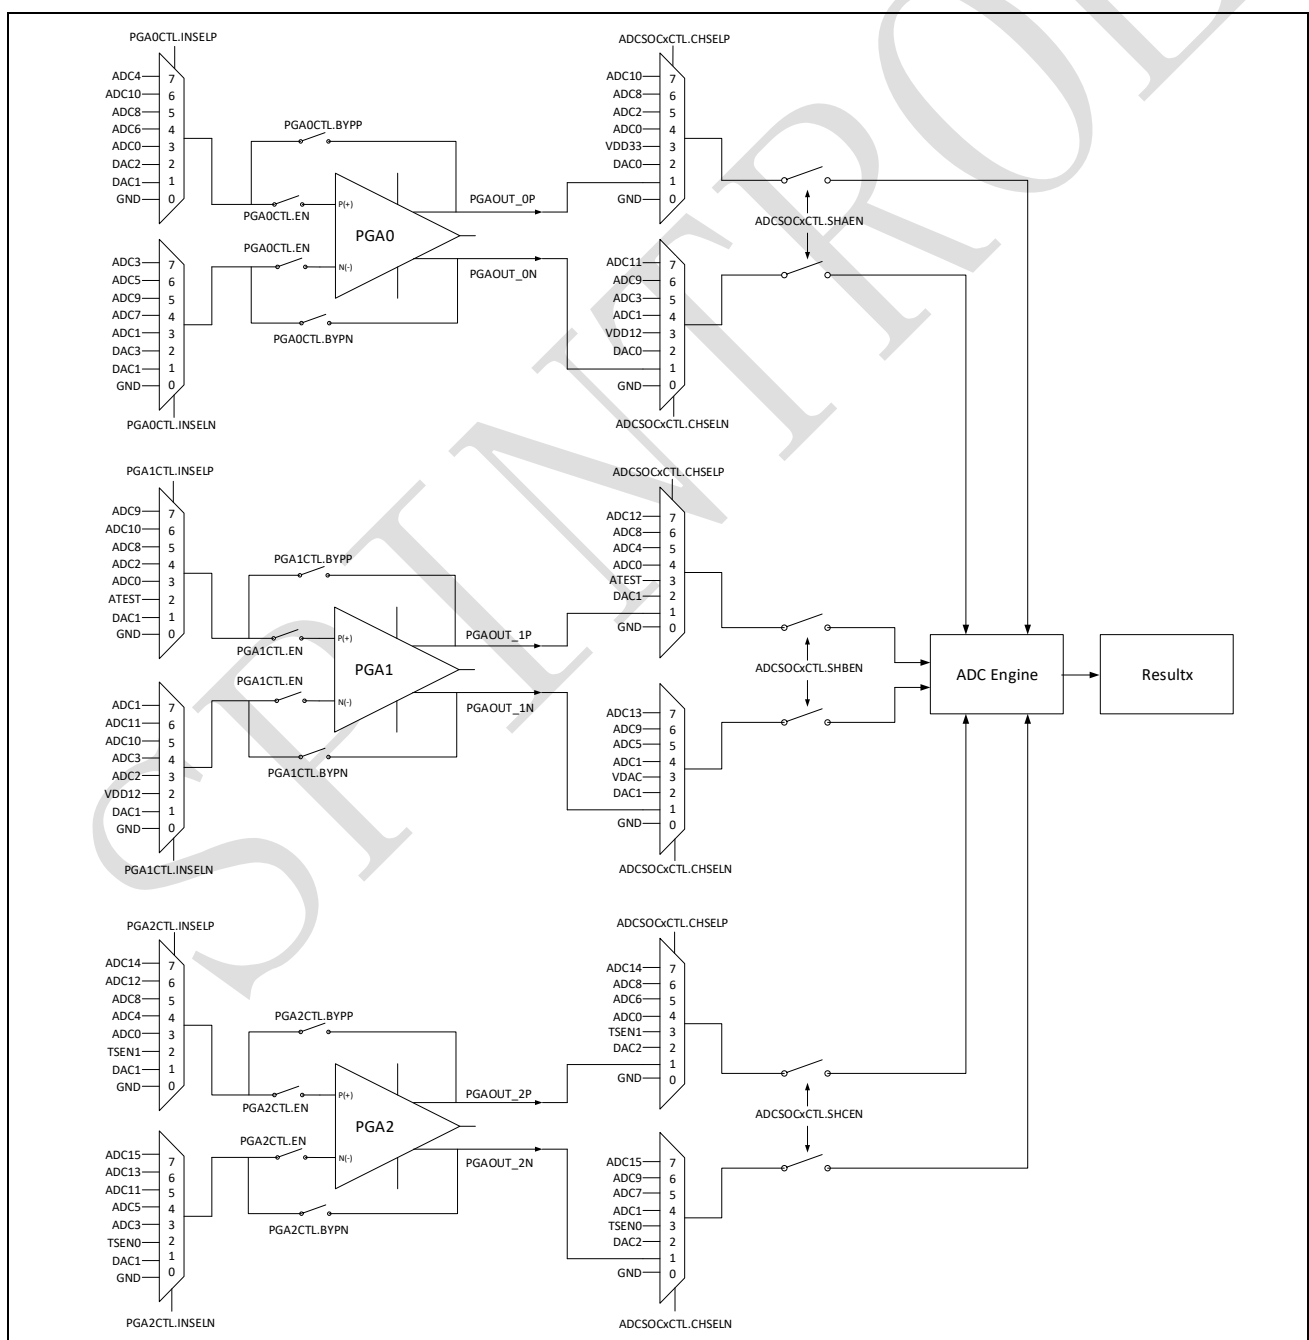 PGA0CTL.INSELP
ADC4 7
ADC10 6
ADC8 5
ADC6 4
ADC0 3
DAC2 2
DAC1 1
GND 0
PGA0CTL.BYPP
PGA0CTL.EN
P(+)
PGA0
N(-)
PGA0CTL.EN
PGA0CTL.BYPN
PGAOUT_0P
PGAOUT_0N
ADC3 7
ADC5 6
ADC9 5
ADC7 4
ADC1 3
DAC3 2
DAC1 1
GND 0
PGA0CTL.INSELN
ADCSOCxCTL.CHSELP
ADC10 7
ADC8 6
ADC2 5
ADC0 4
VDD33 3
DAC0 2
1
GND 0
ADC11 7
ADC9 6
ADC3 5
ADC1 4
VDD12 3
DAC0 2
1
GND 0
ADCSOCxCTL.CHSELN
ADCSOCxCTL.SHAEN
PGA1CTL.INSELP
ADC9 7
ADC10 6
ADC8 5
ADC2 4
ADC0 3
ATEST 2
DAC1 1
GND 0
PGA1CTL.BYPP
PGA1CTL.EN
P(+)
PGA1
N(-)
PGA1CTL.EN
PGA1CTL.BYPN
PGAOUT_1P
PGAOUT_1N
ADC1 7
ADC11 6
ADC10 5
ADC3 4
ADC2 3
VDD12 2
DAC1 1
GND 0
PGA1CTL.INSELN
ADCSOCxCTL.CHSELP
ADC12 7
ADC8 6
ADC4 5
ADC0 4
ATEST 3
DAC1 2
1
GND 0
ADC13 7
ADC9 6
ADC5 5
ADC1 4
VDAC 3
DAC1 2
1
GND 0
ADCSOCxCTL.CHSELN
ADCSOCxCTL.SHBEN
ADC Engine
Resultx
PGA2CTL.INSELP
ADC14 7
ADC12 6
ADC8 5
ADC4 4
ADC0 3
TSEN1 2
DAC1 1
GND 0
PGA2CTL.BYPP
PGA2CTL.EN
P(+)
PGA2
N(-)
PGA2CTL.EN
PGA2CTL.BYPN
PGAOUT_2P
PGAOUT_2N
ADC15 7
ADC13 6
ADC11 5
ADC5 4
ADC3 3
TSEN0 2
DAC1 1
GND 0
PGA2CTL.INSELN
ADCSOCxCTL.CHSELP
ADC14 7
ADC8 6
ADC6 5
ADC0 4
TSEN1 3
DAC2 2
1
GND 0
ADC15 7
ADC9 6
ADC7 5
ADC1 4
TSEN0 3
DAC2 2
1
GND 0
ADCSOCxCTL.CHSELN
ADCSOCxCTL.SHCEN
SPINTROL